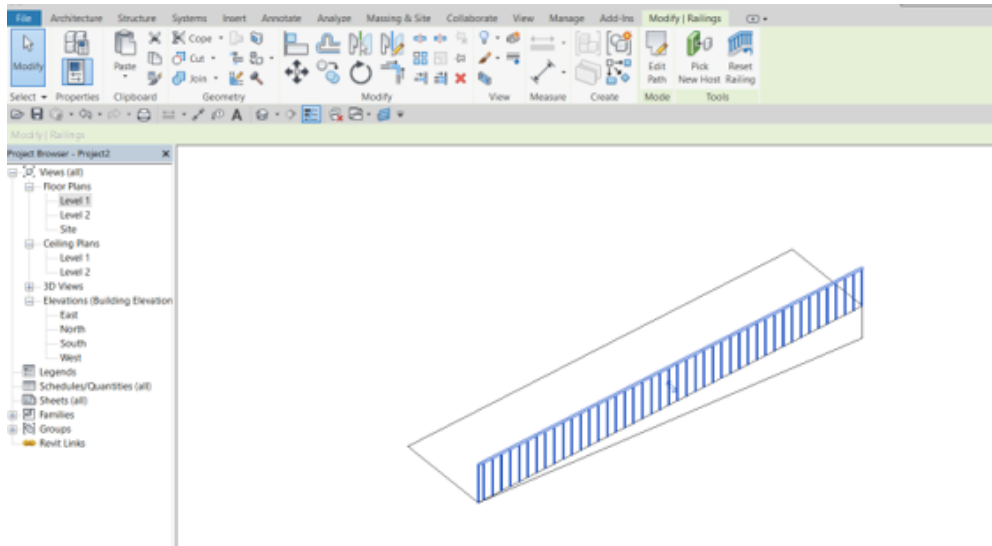 File Architecture Structure Systems Insert Annotate Analyze Massing & Site Collaborate View Manage Add-Ins Modify | Railings
Cope
Cut
Join
Modify
Paste
Edit Path
Pick New Host
Reset Railing
Select Properties Clipboard Geometry Modify View Measure Create Mode Tools
A
Modify | Railings
Project Browser - Project2
Views (all)
Floor Plans
Level 1
Level 2
Site
Ceiling Plans
Level 1
Level 2
3D Views
Elevations (Building Elevation
East
North
South
West
Legends
Schedules/Quantities (all)
Sheets (all)
Families
Groups
Revit Links